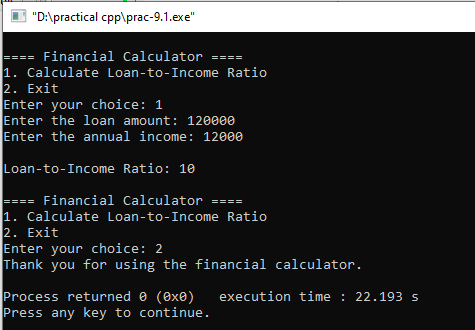 "D:\practical cpp\prac-9.1.exe"
==== Financial Calculator ====
1. Calculate Loan-to-Income Ratio
2. Exit
Enter your choice: 1
Enter the loan amount: 120000
Enter the annual income: 12000
Loan-to-Income Ratio: 10
==== Financial Calculator ====
1. Calculate Loan-to-Income Ratio
2. Exit
Enter your choice: 2
Thank you for using the financial calculator.
Process returned 0 (0x0)   execution time : 22.193 s
Press any key to continue.